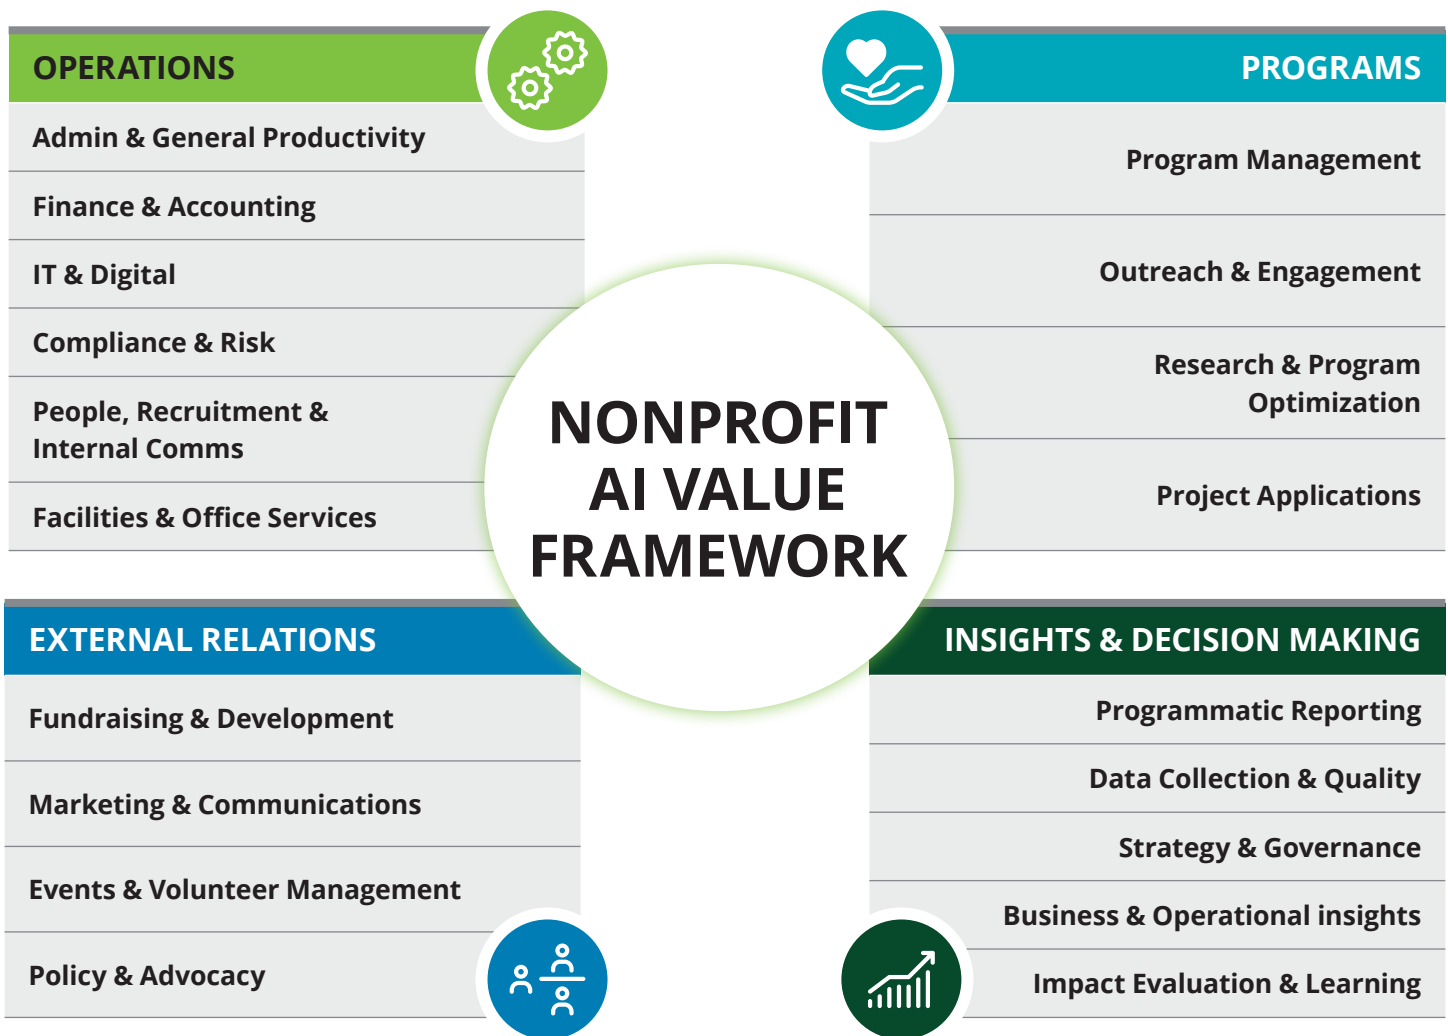 OPERATIONS
Admin & General Productivity
Finance & Accounting
IT & Digital
Compliance & Risk
People, Recruitment &
Internal Comms
Facilities & Office Services
PROGRAMS
Program Management
Outreach & Engagement
Research & Program
Optimization
Project Applications
NONPROFIT
AI VALUE
FRAMEWORK
EXTERNAL RELATIONS
Fundraising & Development
Marketing & Communications
Events & Volunteer Management
Policy & Advocacy
INSIGHTS & DECISION MAKING
Programmatic Reporting
Data Collection & Quality
Strategy & Governance
Business & Operational insights
Impact Evaluation & Learning